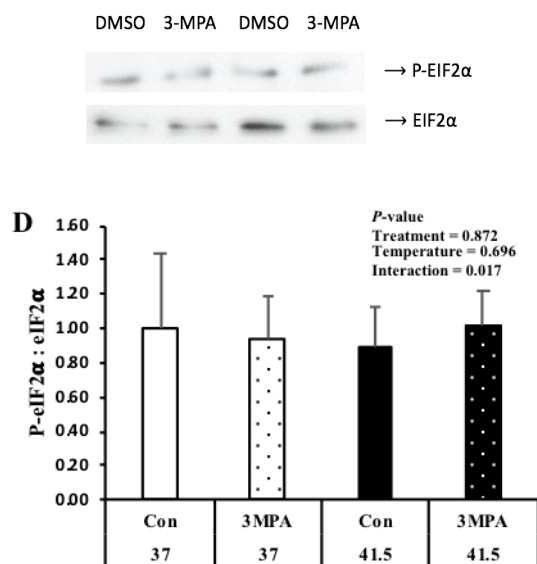 DMSO 3-MPA DMSO 3-MPA
→ P-EIF2α
→ EIF2α
D
P-value
Treatment = 0.872
Temperature = 0.696
Interaction = 0.017
P-eIF2α : eIF2α
1.60
1.40
1.20
1.00
0.80
0.60
0.40
0.20
0.00
Con 3MPA Con 3MPA
37 37 41.5 41.5